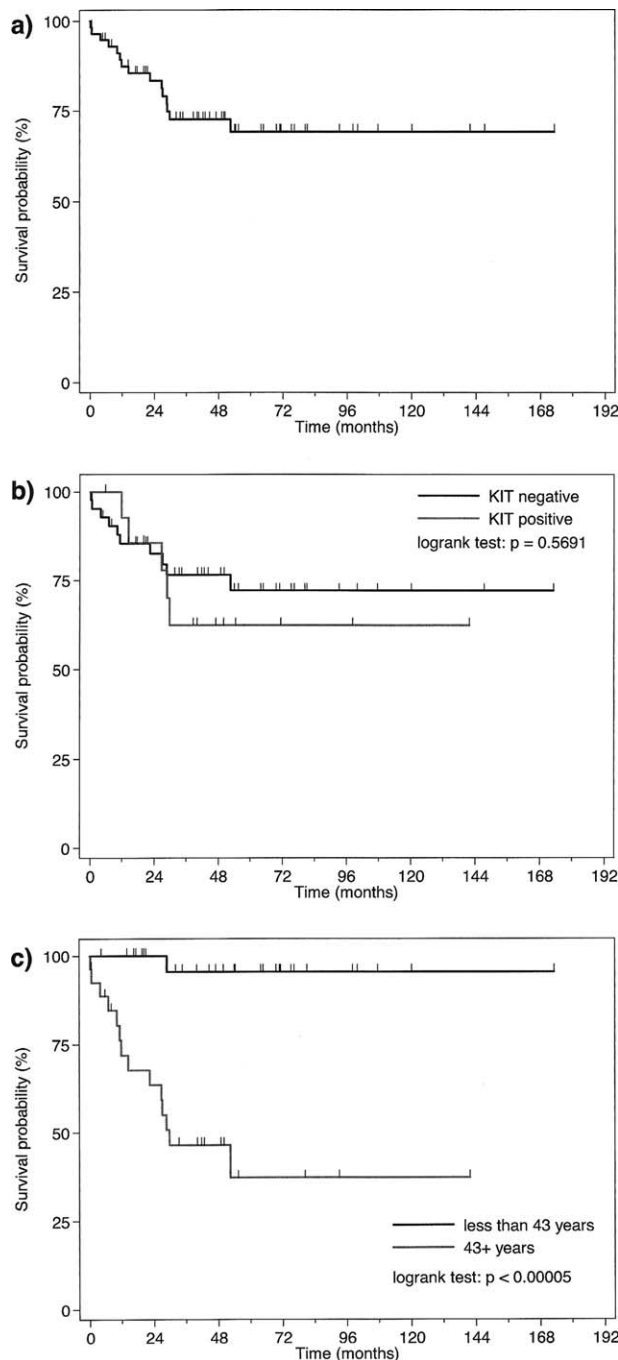 a)
Survival probability (%)
100
75
50
25
0
0 24 48 72 96 120 144 168 192
Time (months)
b)
Survival probability (%)
100
75
50
25
0
KIT negative
KIT positive
logrank test: p = 0.5691
0 24 48 72 96 120 144 168 192
Time (months)
c)
Survival probability (%)
100
75
50
25
0
less than 43 years
43+ years
logrank test: p < 0.00005
0 24 48 72 96 120 144 168 192
Time (months)